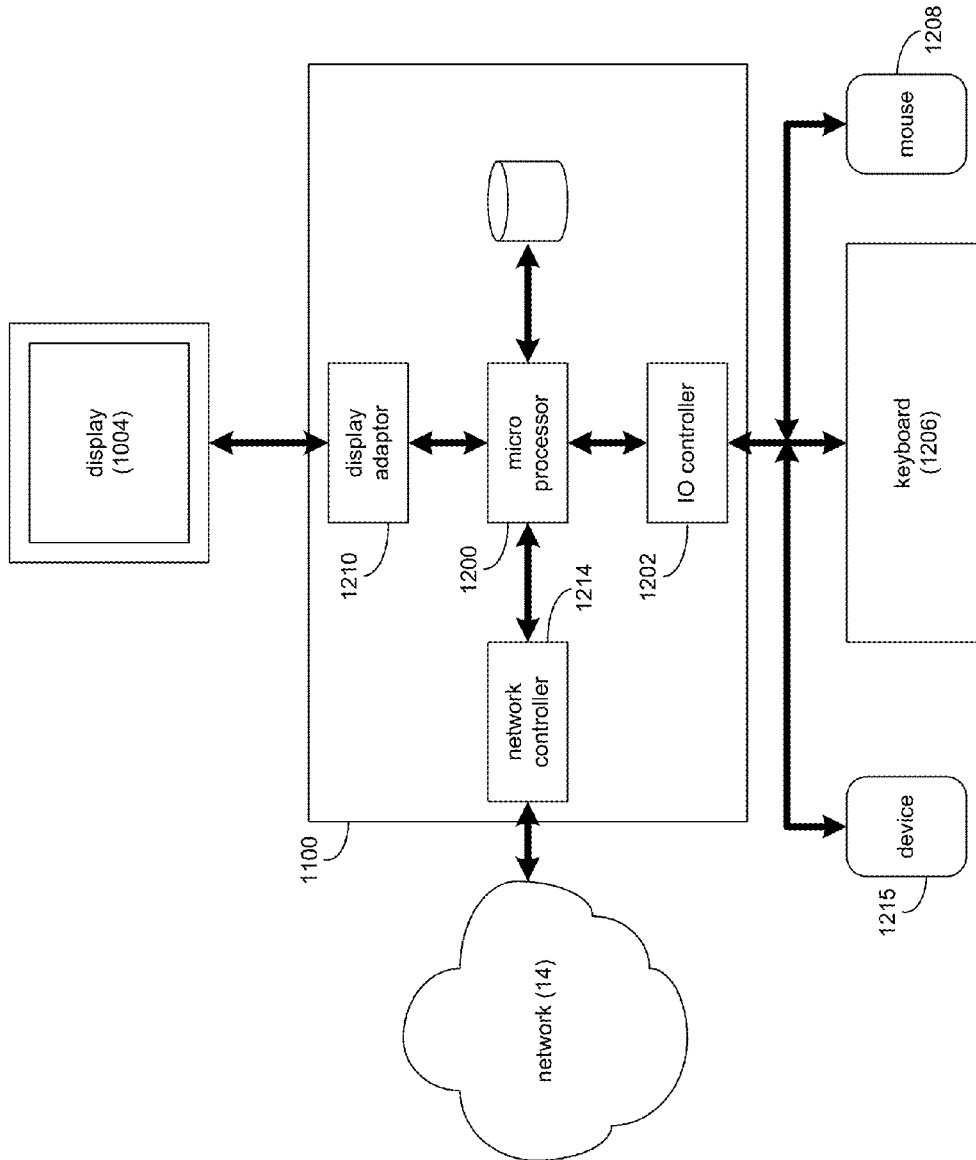 display
(1004)
display
adaptor
1210
micro
processor
1200
network
controller
1214
IO controller
1202
1100
network (14)
device
1215
keyboard
(1206)
mouse
1208